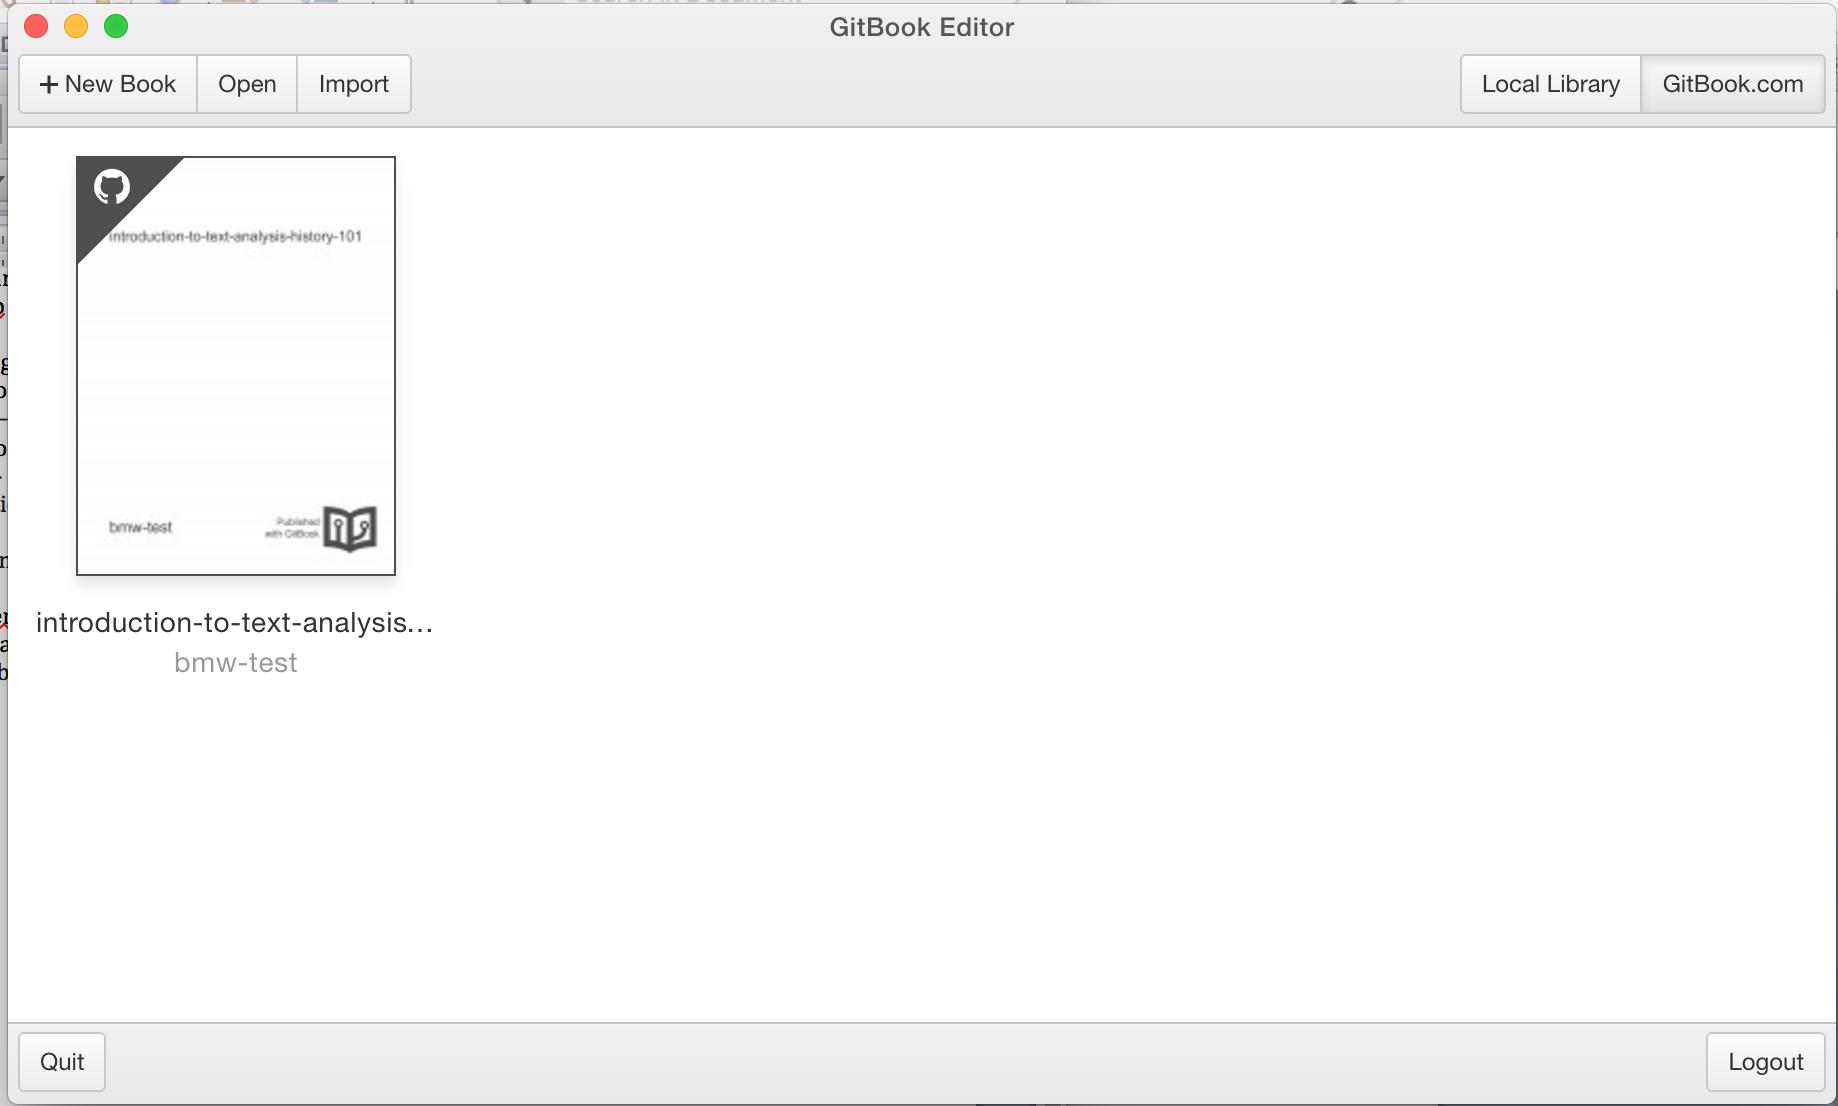 GitBook Editor
New Book
Open
Import
Local Library
GitBook.com
introduction-to-text-analysis-history-101
bmw-test
Published
with GitBook
introduction-to-text-analysis...
bmw-test
Quit
Logout